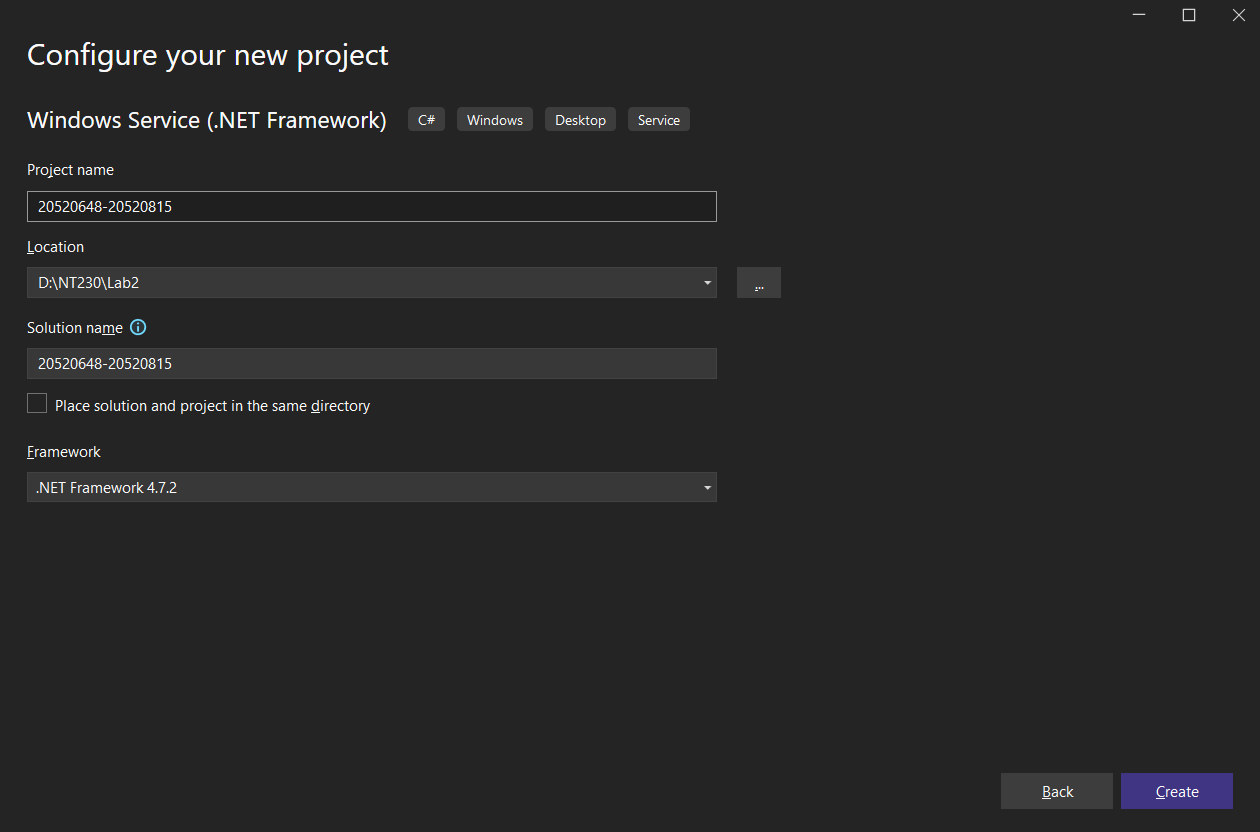 Configure your new project
Windows Service (.NET Framework) C# Windows Desktop Service
Project name
20520648-20520815
Location
D:\NT230\Lab2
...
Solution name
20520648-20520815
Place solution and project in the same directory
Framework
.NET Framework 4.7.2
Back Create